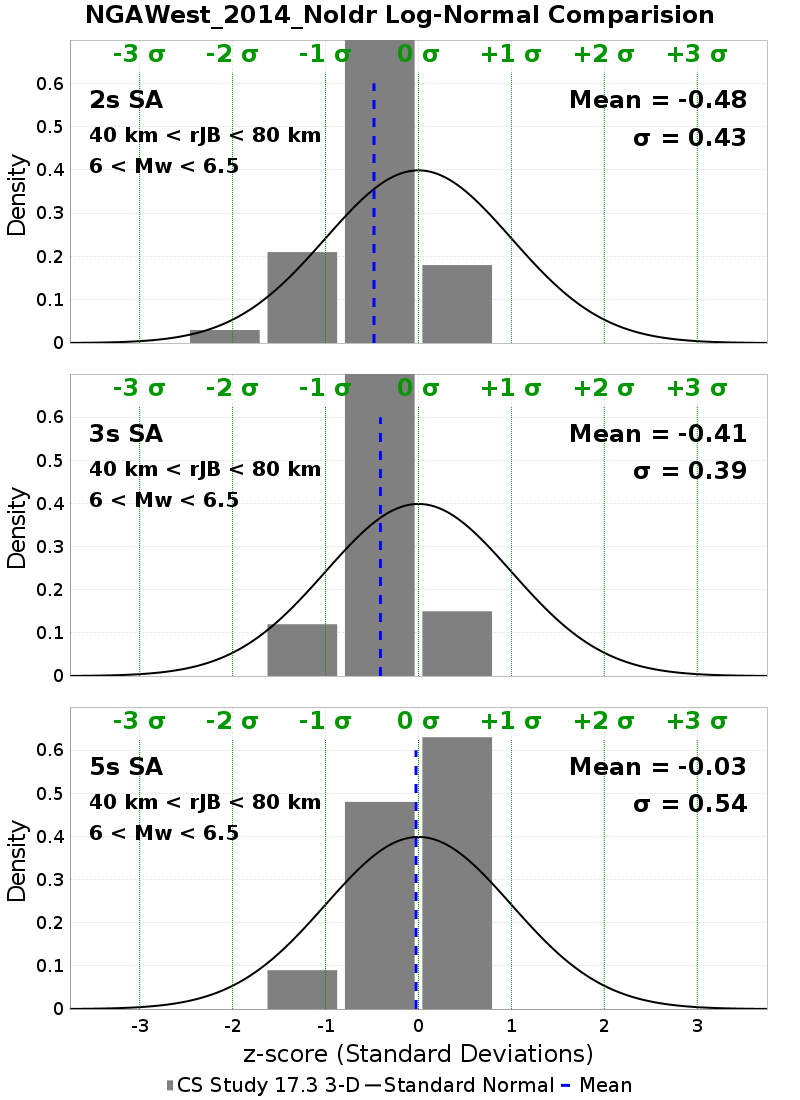 NGAWest_2014_NoIdr Log-Normal Comparision
-3 σ -2 σ -1 σ 0 σ +1 σ +2 σ +3 σ
2s SA
Mean = -0.48
40 km < rJB < 80 km
σ = 0.43
6 < Mw < 6.5
Density
0.6
0.5
0.4
0.3
0.2
0.1
0
-3 σ -2 σ -1 σ 0 σ +1 σ +2 σ +3 σ
3s SA
Mean = -0.41
40 km < rJB < 80 km
σ = 0.39
6 < Mw < 6.5
Density
0.6
0.5
0.4
0.3
0.2
0.1
0
-3 σ -2 σ -1 σ 0 σ +1 σ +2 σ +3 σ
5s SA
Mean = -0.03
40 km < rJB < 80 km
σ = 0.54
6 < Mw < 6.5
Density
0.6
0.5
0.4
0.3
0.2
0.1
0
-3 -2 -1 0 1 2 3
z-score (Standard Deviations)
CS Study 17.3 3-D Standard Normal Mean